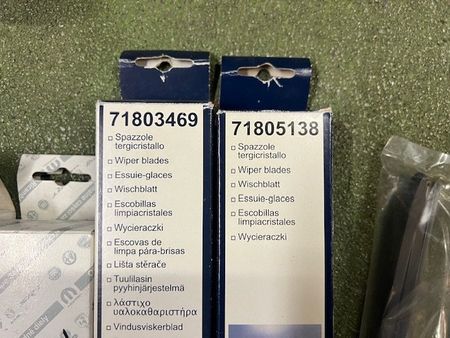 71803469
Spazzole
tergicristallo
Wiper blades
Essuie-glaces
Wischblatt
Escobillas
limpiacristales
Wycieraczki
Escovas de
limpa pára-brisas
Lišta stěrače
Tuulilasin
pyyhinjärjestelmä
λάστιχο
υαλοκαθαριστήρα
Vindusviskerblad
71805138
Spazzole
tergicristallo
Wiper blades
Wischblatt
Essuie-glaces
Escobillas
limpiacristales
Wycieraczki